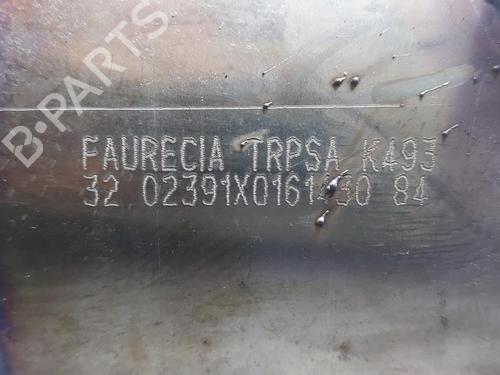 B-PARTS
FAURECIA TRPSA K493
32 02391X0161430 84